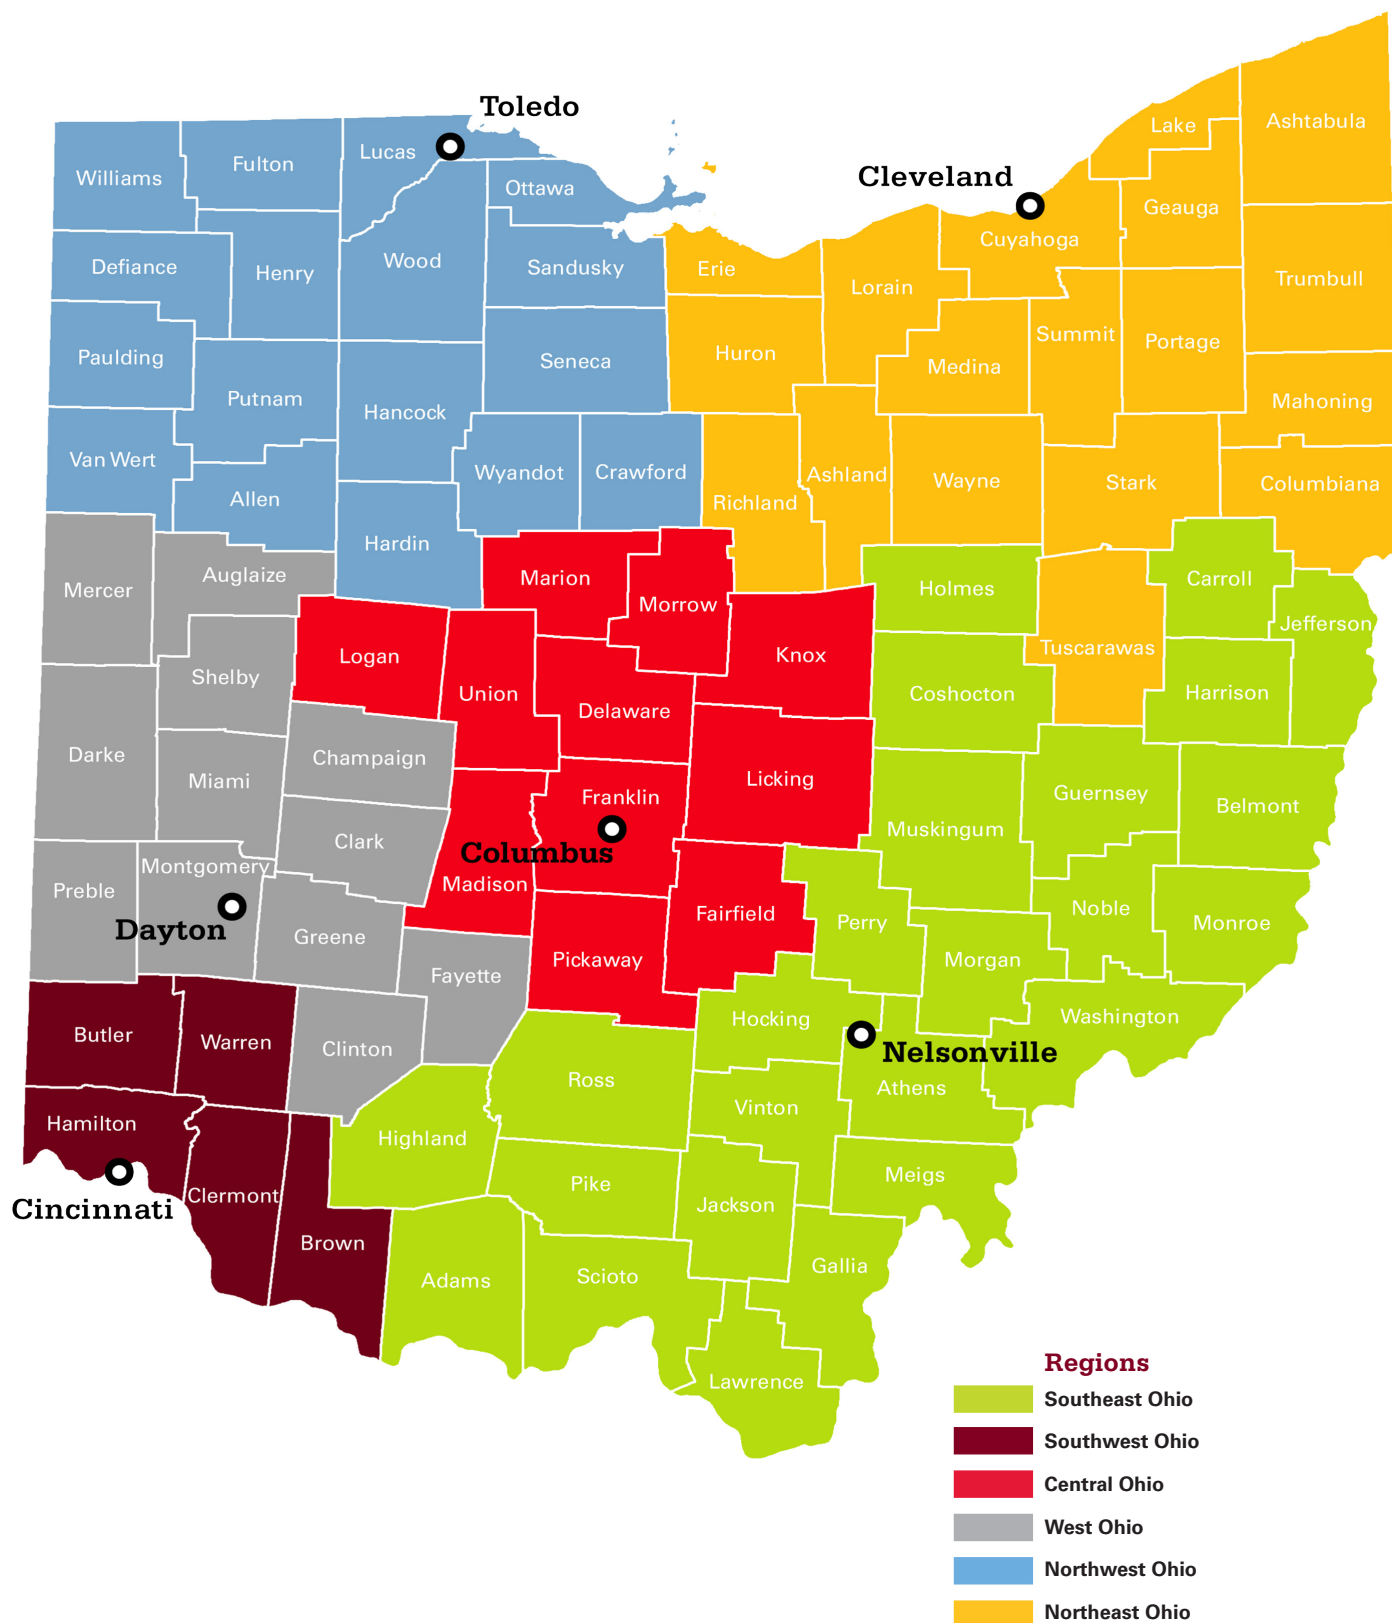 Toledo
Lake
Ashtabula
Lucas
Fulton
Williams
Cleveland
Ottawa
Geauga
Cuyahoga
Wood
Defiance
Henry
Sandusky
Erie
Trumbull
Lorain
Summit
Portage
Paulding
Seneca
Huron
Medina
Putnam
Hancock
Mahoning
Van Wert
Wyandot
Crawford
Ashland
Wayne
Stark
Columbiana
Allen
Richland
Hardin
Auglaize
Marion
Carroll
Mercer
Holmes
Morrow
Jefferson
Logan
Knox
Tuscarawas
Shelby
Union
Coshocton
Harrison
Delaware
Darke
Champaign
Miami
Licking
Franklin
Guernsey
Belmont
Clark
Muskingum
Columbus
Montgomery
Madison
Preble
Fairfield
Perry
Noble
Monroe
Dayton
Greene
Pickaway
Morgan
Fayette
Hocking
Washington
Butler
Warren
Clinton
Nelsonville
Ross
Athens
Vinton
Hamilton
Highland
Meigs
Pike
Clermont
Jackson
Cincinnati
Brown
Gallia
Adams
Scioto
Lawrence
Regions
Southeast Ohio
Southwest Ohio
Central Ohio
West Ohio
Northwest Ohio
Northeast Ohio